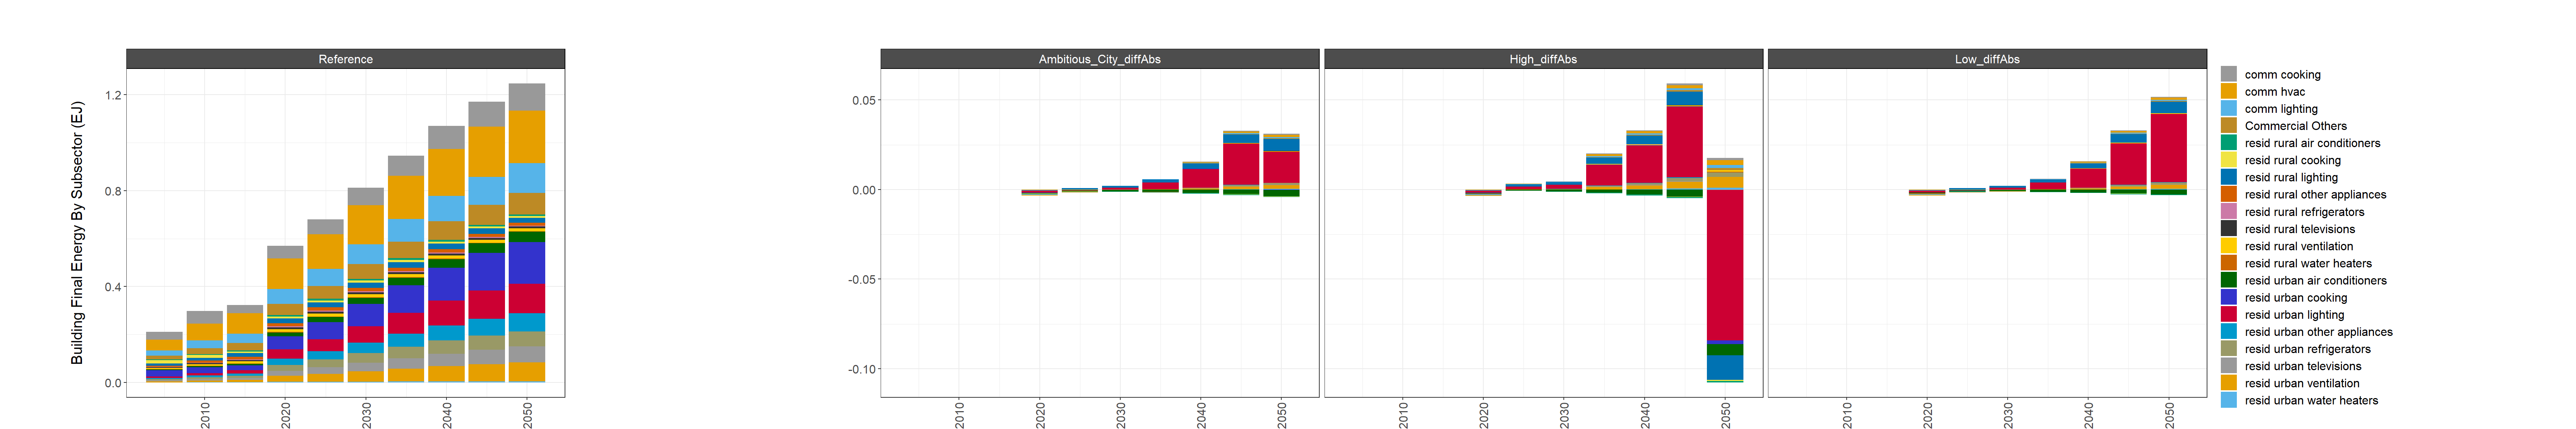 Reference
Ambitious_City_diffAbs
High_diffAbs
Low_diffAbs
Building Final Energy By Subsector (EJ)
1.2
0.8
0.4
0.0
2010
2020
2030
2040
2050
0.05
0.00
-0.05
-0.10
2010
2020
2030
2040
2050
2010
2020
2030
2040
2050
2010
2020
2030
2040
2050
comm cooking
comm hvac
comm lighting
Commercial Others
resid rural air conditioners
resid rural cooking
resid rural lighting
resid rural other appliances
resid rural refrigerators
resid rural televisions
resid rural ventilation
resid rural water heaters
resid urban air conditioners
resid urban cooking
resid urban lighting
resid urban other appliances
resid urban refrigerators
resid urban televisions
resid urban ventilation
resid urban water heaters